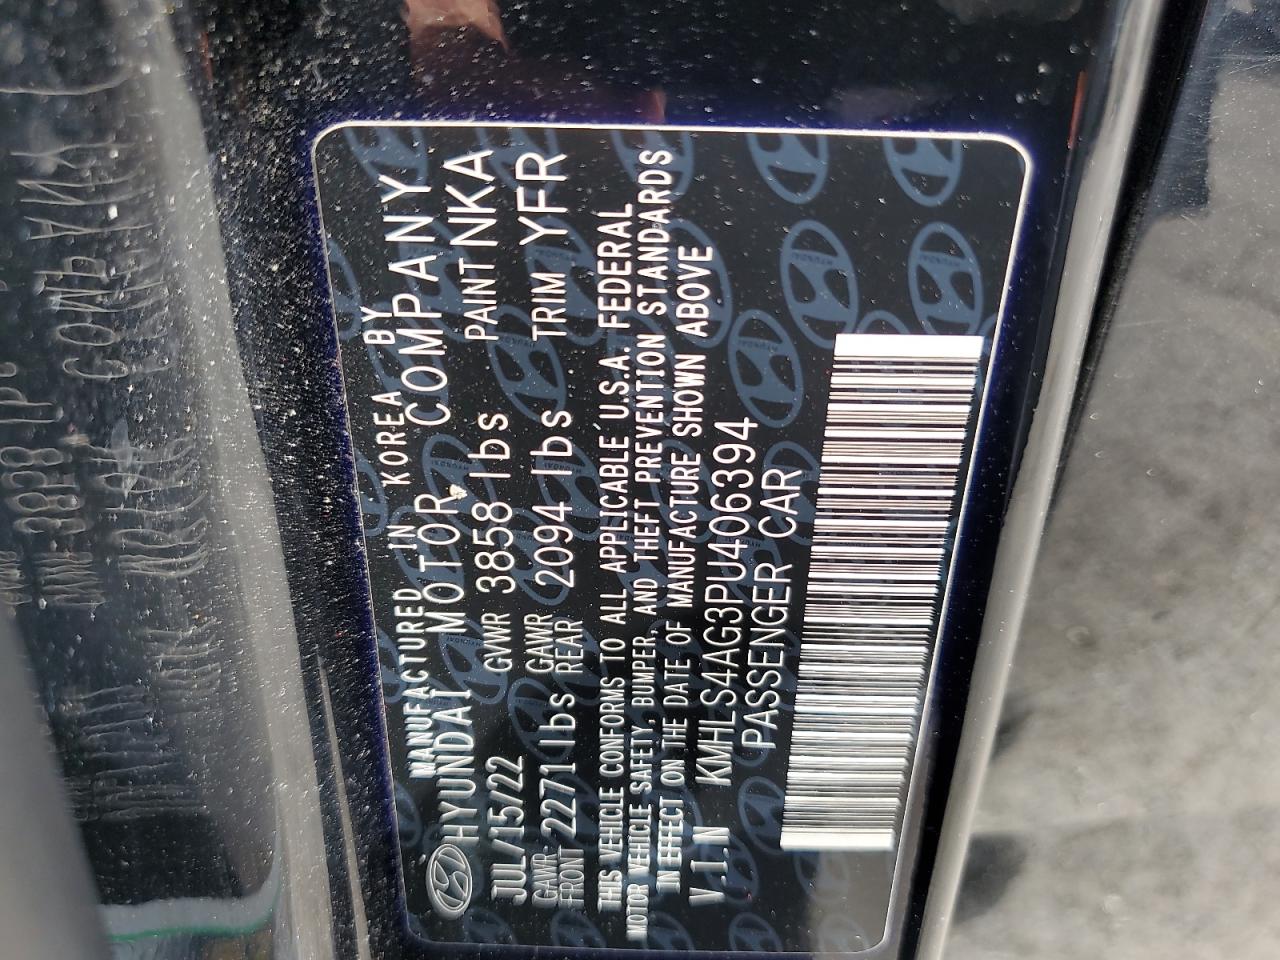 MANUFACTURED IN KOREA BY
HYUNDAI MOTOR COMPANY
JUL/15/22 GVWR 3858 lbs PAINT NKA
GAWR FRONT 2271 lbs GAWR REAR 2094 lbs TRIM YFR
THIS VEHICLE CONFORMS TO ALL APPLICABLE U.S.A. FEDERAL
MOTOR VEHICLE SAFETY, BUMPER, AND THEFT PREVENTION STANDARDS
IN EFFECT ON THE DATE OF MANUFACTURE SHOWN ABOVE
V.I.N KMHLS4AG3PU406394
PASSENGER CAR